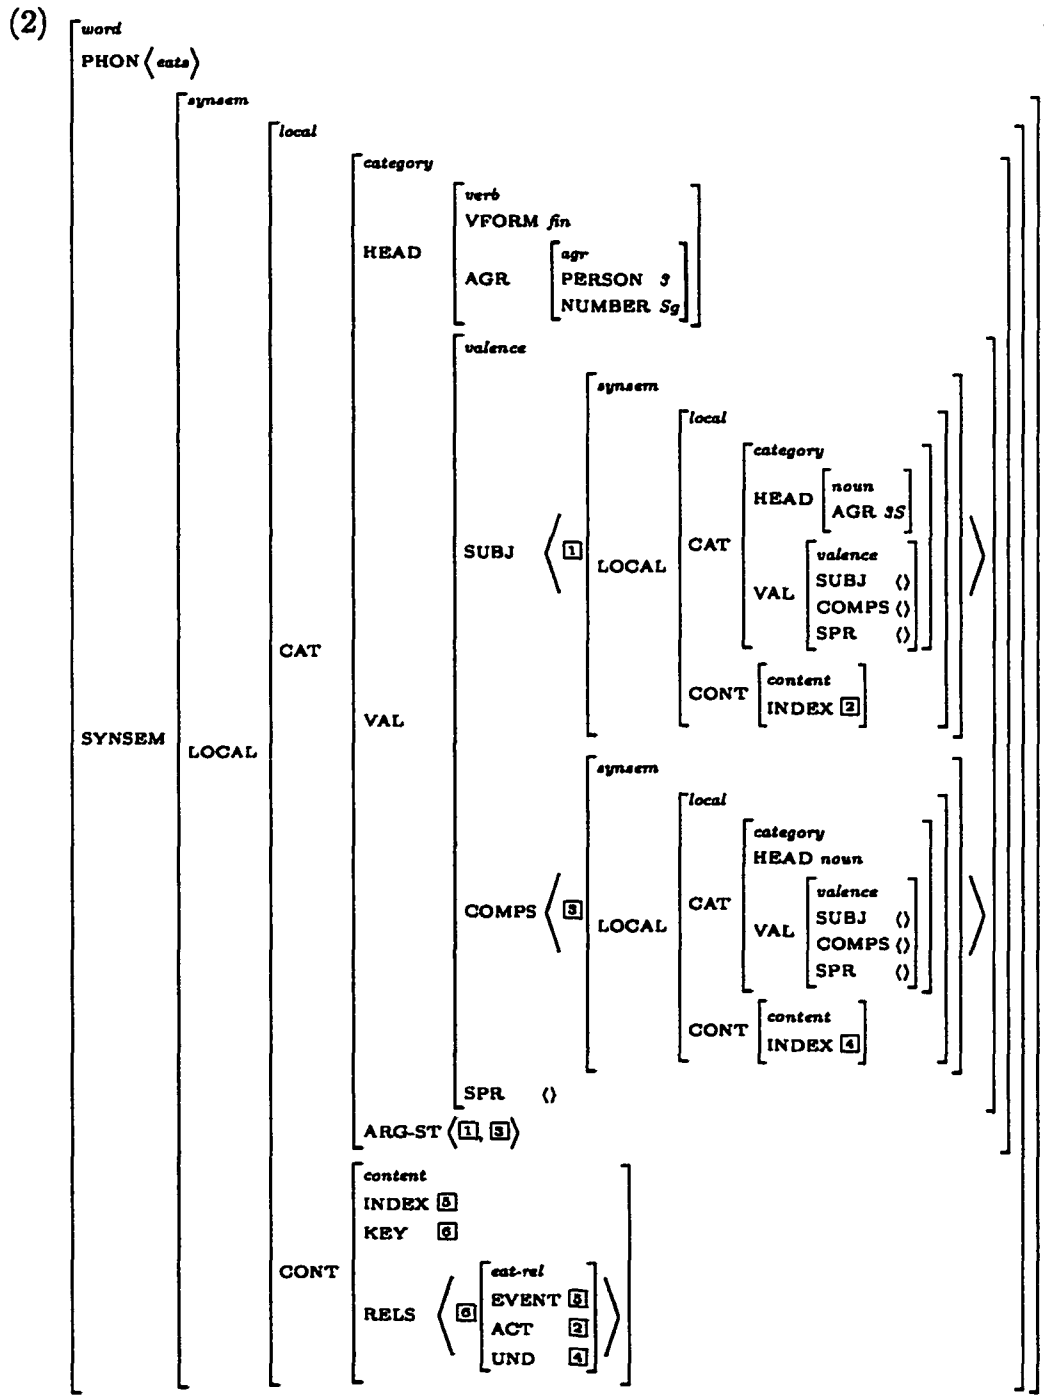 (2)
word
PHON ⟨ eats ⟩
synsem
local
category
verb
VFORM fin
HEAD
agr
AGR PERSON 3
NUMBER Sg
valence
synsem
local
category
noun
HEAD AGR 3S
CAT
valence
SUBJ ⟨ 1 LOCAL SUBJ ⟨⟩
VAL COMPS ⟨⟩
SPR ⟨⟩
CAT
content
CONT INDEX 2
VAL
SYNSEM LOCAL
synsem
local
category
HEAD noun
valence
CAT
COMPS ⟨ 3 LOCAL SUBJ ⟨⟩
VAL COMPS ⟨⟩
SPR ⟨⟩
content
CONT INDEX 4
SPR ⟨⟩
ARG-ST ⟨ 1, 3 ⟩
content
INDEX 5
KEY 6
CONT
eat-rel
EVENT 5
RELS ⟨ 6 ACT 2 ⟩
UND 4